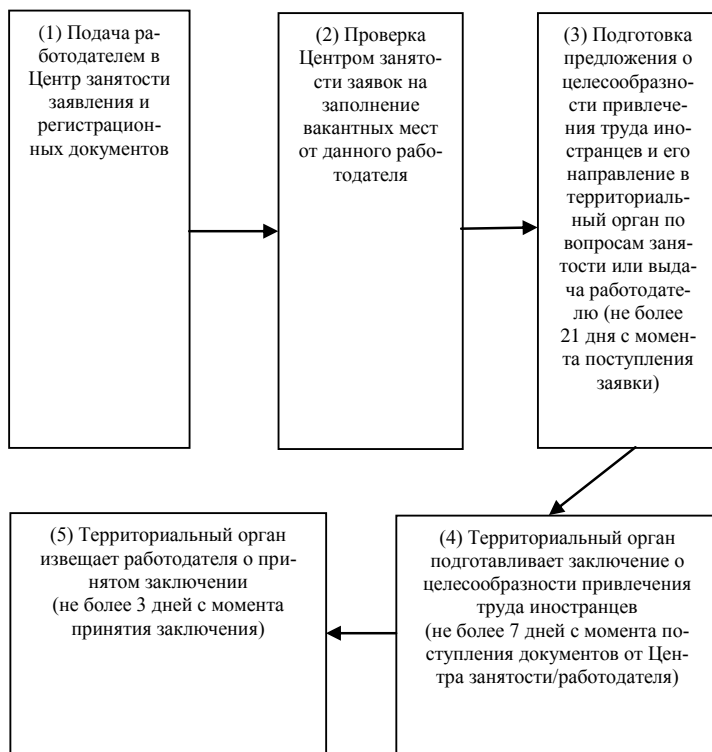 (1) Подача ра-
ботодателем в
Центр занятости
заявления и
регистрацион-
ных документов
(2) Проверка
Центром занято-
сти заявок на
заполнение
вакантных мест
от данного рабо-
тодателя
(3) Подготовка
предложения о
целесообразно-
сти привлече-
ния труда ино-
странцев и его
направление в
территориаль-
ный орган по
вопросам заня-
тости или выда-
ча работодате-
лю (не более
21 дня с момен-
та поступления
заявки)
(4) Территориальный орган
подготавливает заключение о
целесообразности привлечения
труда иностранцев
(не более 7 дней с момента по-
ступления документов от Цен-
тра занятости/работодателя)
(5) Территориальный орган
извещает работодателя о при-
нятом заключении
(не более 3 дней с момента
принятия заключения)